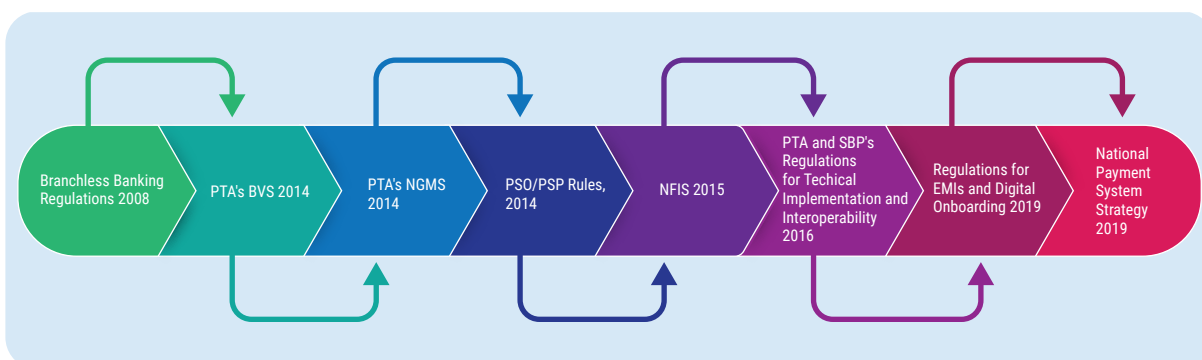 Branchless Banking
Regulations 2008
PTA's BVS 2014
PTA's NGMS
2014
PSO/PSP Rules,
2014
NFIS 2015
PTA and SBP's
Regulations
for Techical
Implementation and
Interoperability
2016
Regulations for
EMIs and Digital
Onboarding 2019
National
Payment
System
Strategy
2019